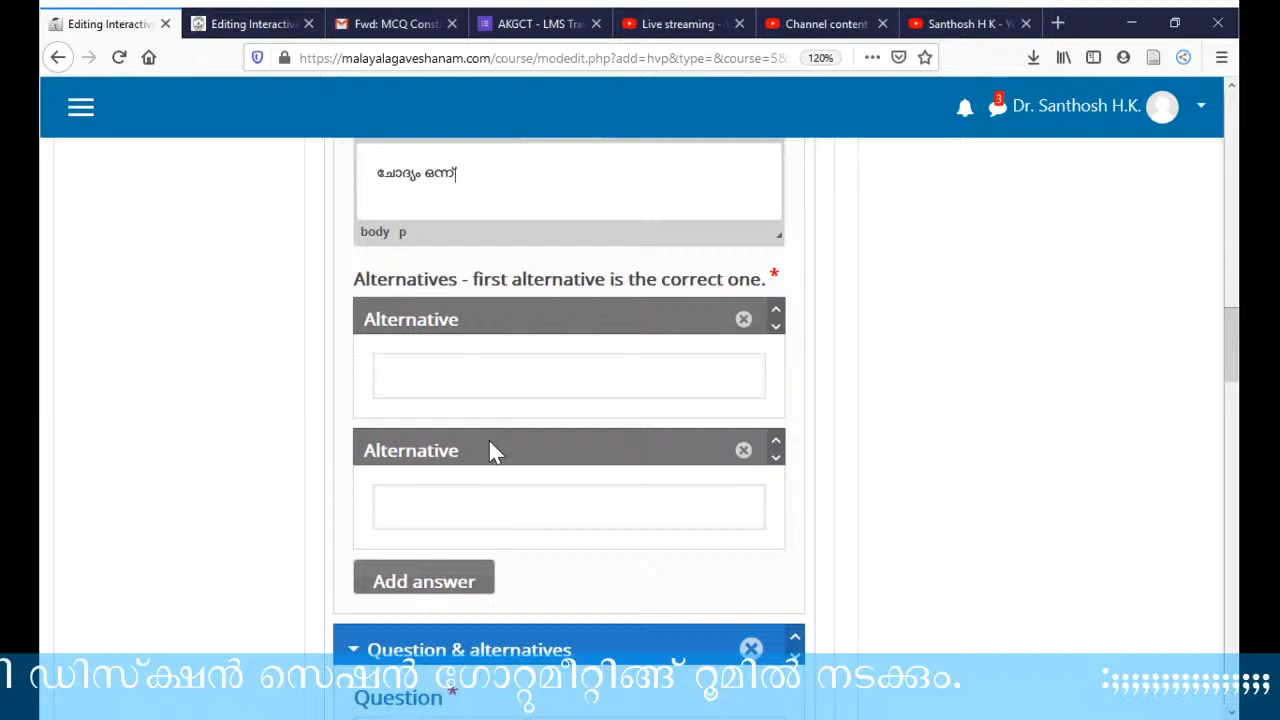 Editing Interactiv
Editing Interactiv
Fwd: MCQ Const
AKGCT - LMS Tra
Live streaming -
Channel content
Santhosh H K - Y
https://malayalagaveshanam.com/course/modedit.php?add=hvp&type=&course=5&
120%
3
Dr. Santhosh H.K.
ചോദ്യം ഒന്ന്
body p
Alternatives - first alternative is the correct one. *
Alternative
Alternative
Add answer
Question & alternatives
ി ഡിസ്ക്ഷൻ സെഷൻ ഗോറ്റുമീറ്റിങ്ങ് റൂമിൽ നടക്കും.
Question *